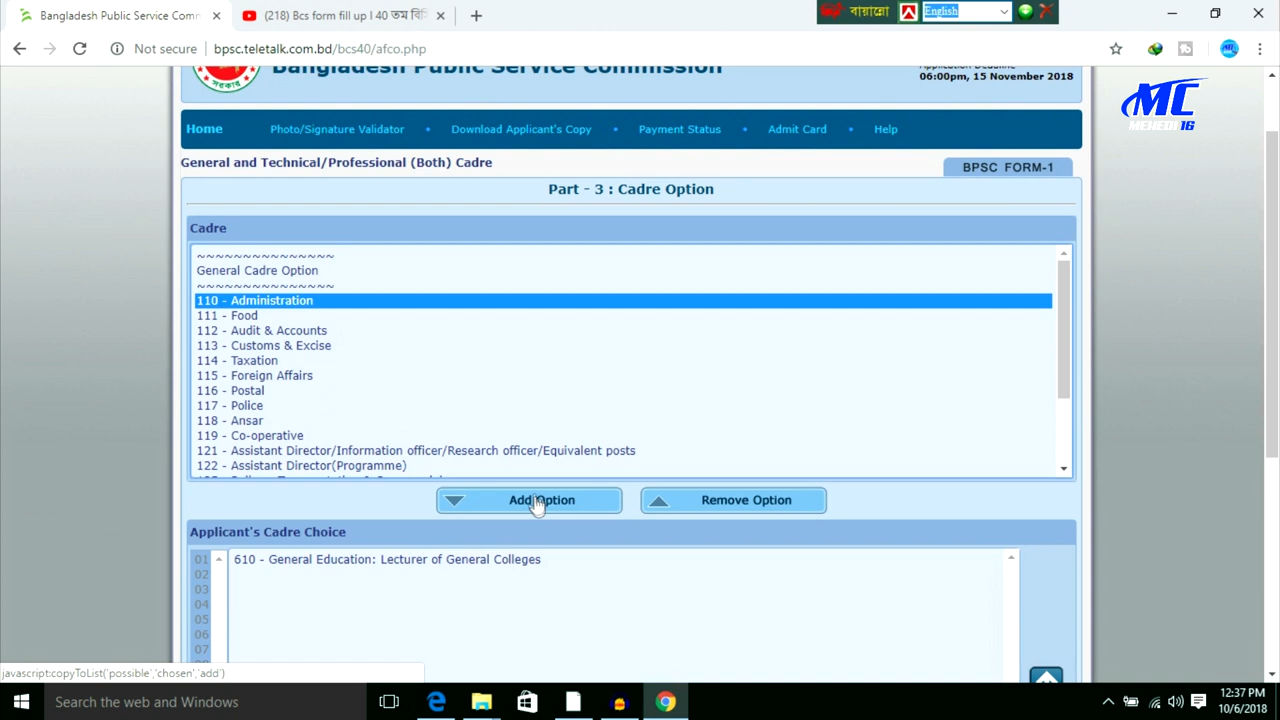 Bangladesh Public Service Comm
(218) Bcs form fill up l 40 তম বিসি
বায়ান্নো
English
Not secure
bpsc.teletalk.com.bd/bcs40/afco.php
Bangladesh Public Service Commission
Application Deadline
06:00pm, 15 November 2018
সরকার
MC
MEHEDI 16
Home
Photo/Signature Validator
Download Applicant's Copy
Payment Status
Admit Card
Help
General and Technical/Professional (Both) Cadre
BPSC FORM-1
Part - 3 : Cadre Option
Cadre
~~~~~~~~~~~~~~~
General Cadre Option
~~~~~~~~~~~~~~~
110 - Administration
111 - Food
112 - Audit & Accounts
113 - Customs & Excise
114 - Taxation
115 - Foreign Affairs
116 - Postal
117 - Police
118 - Ansar
119 - Co-operative
121 - Assistant Director/Information officer/Research officer/Equivalent posts
122 - Assistant Director(Programme)
Add Option
Remove Option
Applicant's Cadre Choice
01 610 - General Education: Lecturer of General Colleges
02
03
04
05
06
07
javascript:copyToList('possible','chosen','add')
Search the web and Windows
12:37 PM
10/6/2018